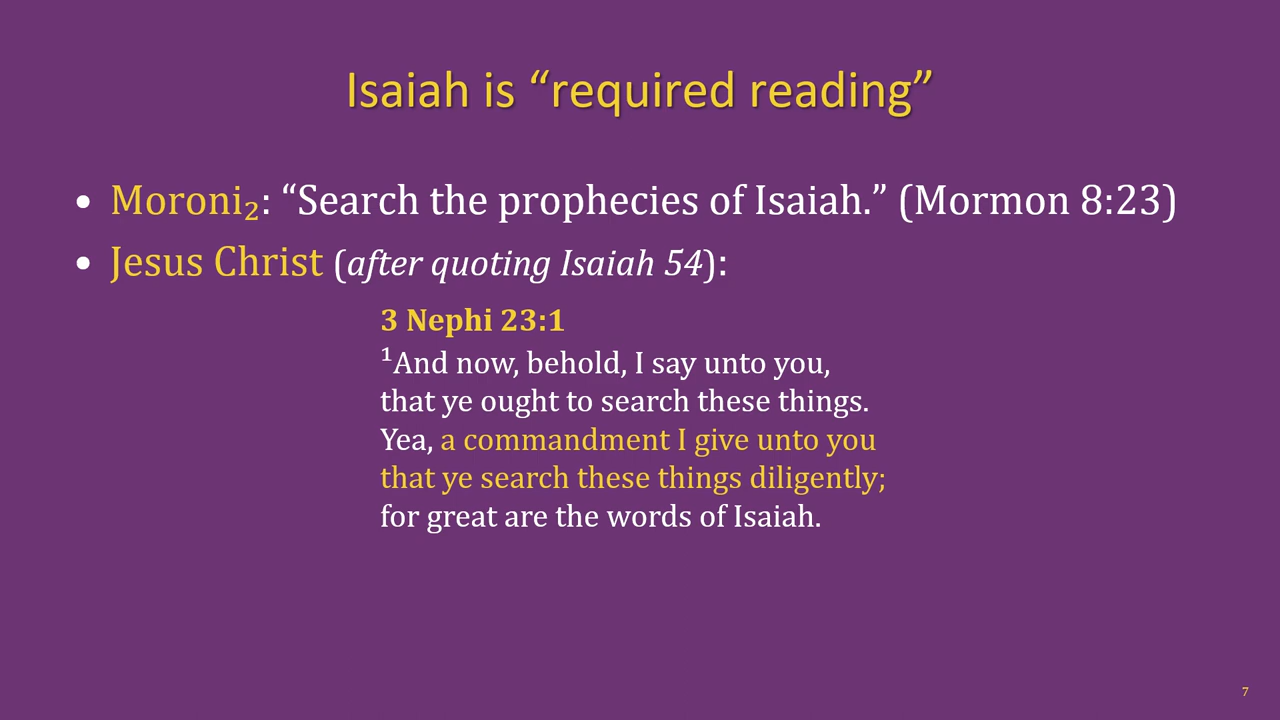 Isaiah is “required reading”
• Moroni₂: “Search the prophecies of Isaiah.” (Mormon 8:23)
• Jesus Christ (after quoting Isaiah 54):
3 Nephi 23:1
¹And now, behold, I say unto you,
that ye ought to search these things.
Yea, a commandment I give unto you
that ye search these things diligently;
for great are the words of Isaiah.
7